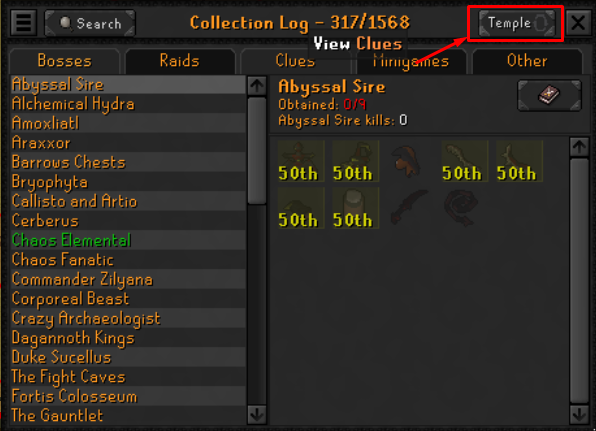 Search
Collection Log - 317/1568
Temple
View Clues
Bosses
Raids
Clues
Minigames
Other
Abyssal Sire
Alchemical Hydra
Amoxliatl
Araxxor
Barrows Chests
Bryophyta
Callisto and Artio
Cerberus
Chaos Elemental
Chaos Fanatic
Commander Zilyana
Corporeal Beast
Crazy Archaeologist
Dagannoth Kings
Duke Sucellus
The Fight Caves
Fortis Colosseum
The Gauntlet
Abyssal Sire
Obtained: 0/9
Abyssal Sire kills: 0
50th 50th 50th 50th
50th 50th